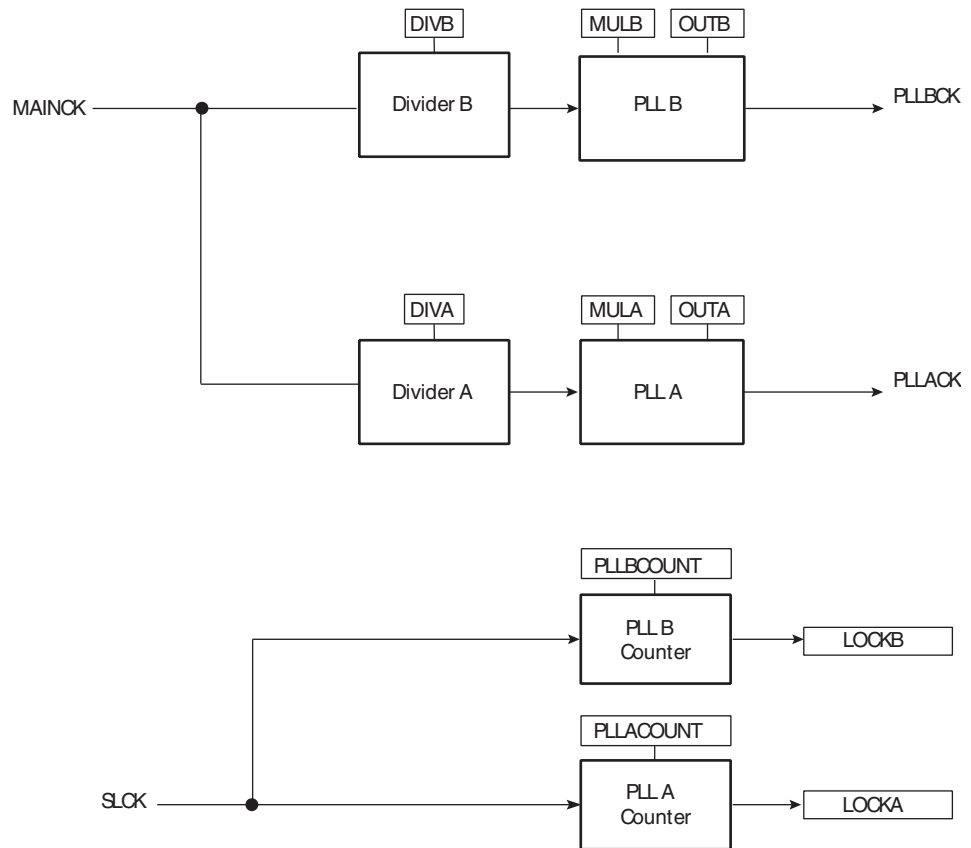 DIVB
MULB
OUTB
MAINCK
Divider B
PLL B
PLLBCK
DIVA
MULA
OUTA
Divider A
PLL A
PLLACK
PLLBCOUNT
PLL B
Counter
LOCKB
PLLACOUNT
SLCK
PLL A
Counter
LOCKA